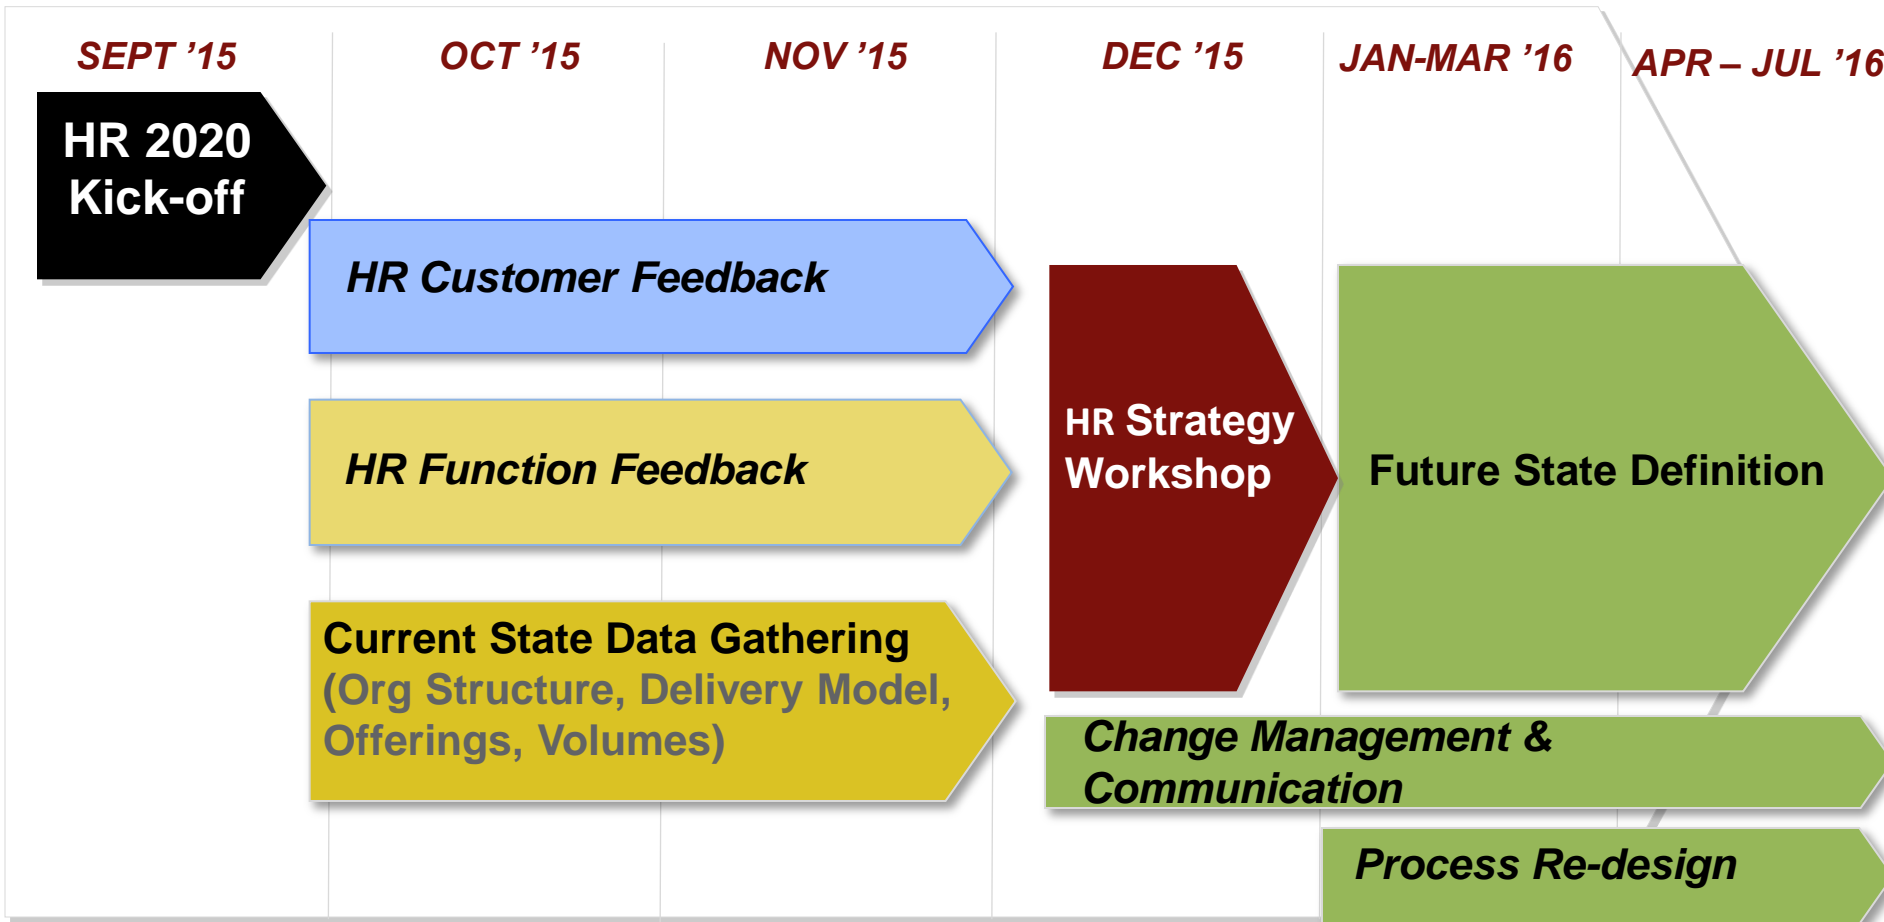 SEPT ’15
OCT ’15
NOV ’15
DEC ’15
JAN-MAR ’16
APR – JUL ’16
HR 2020
Kick-off
HR Customer Feedback
HR Function Feedback
Current State Data Gathering
(Org Structure, Delivery Model,
Offerings, Volumes)
HR Strategy
Workshop
Future State Definition
Change Management &
Communication
Process Re-design